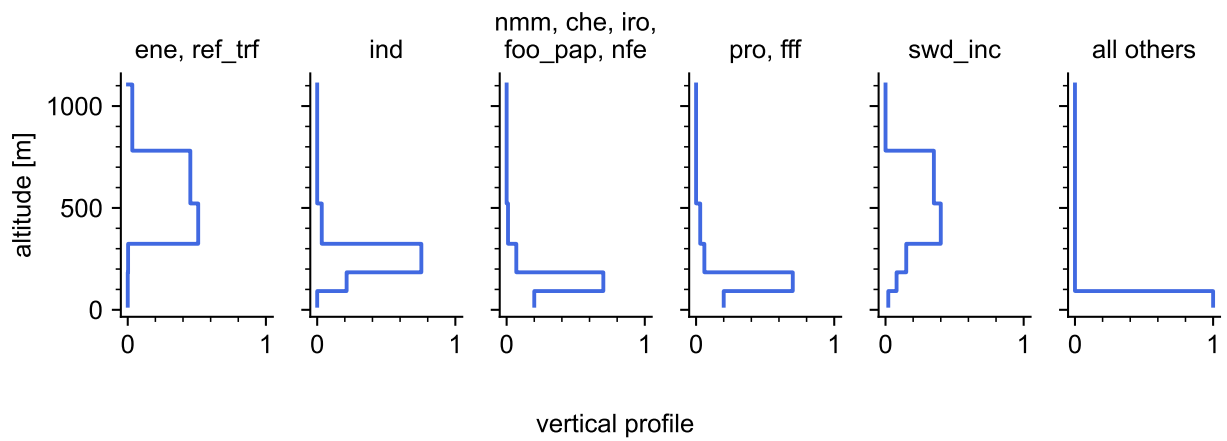 nmm, che, iro,
ene, ref_trf ind foo_pap, nfe pro, fff swd_inc all others
1000
500
0
altitude [m]
0 1 0 1 0 1 0 1 0 1 0 1
vertical profile